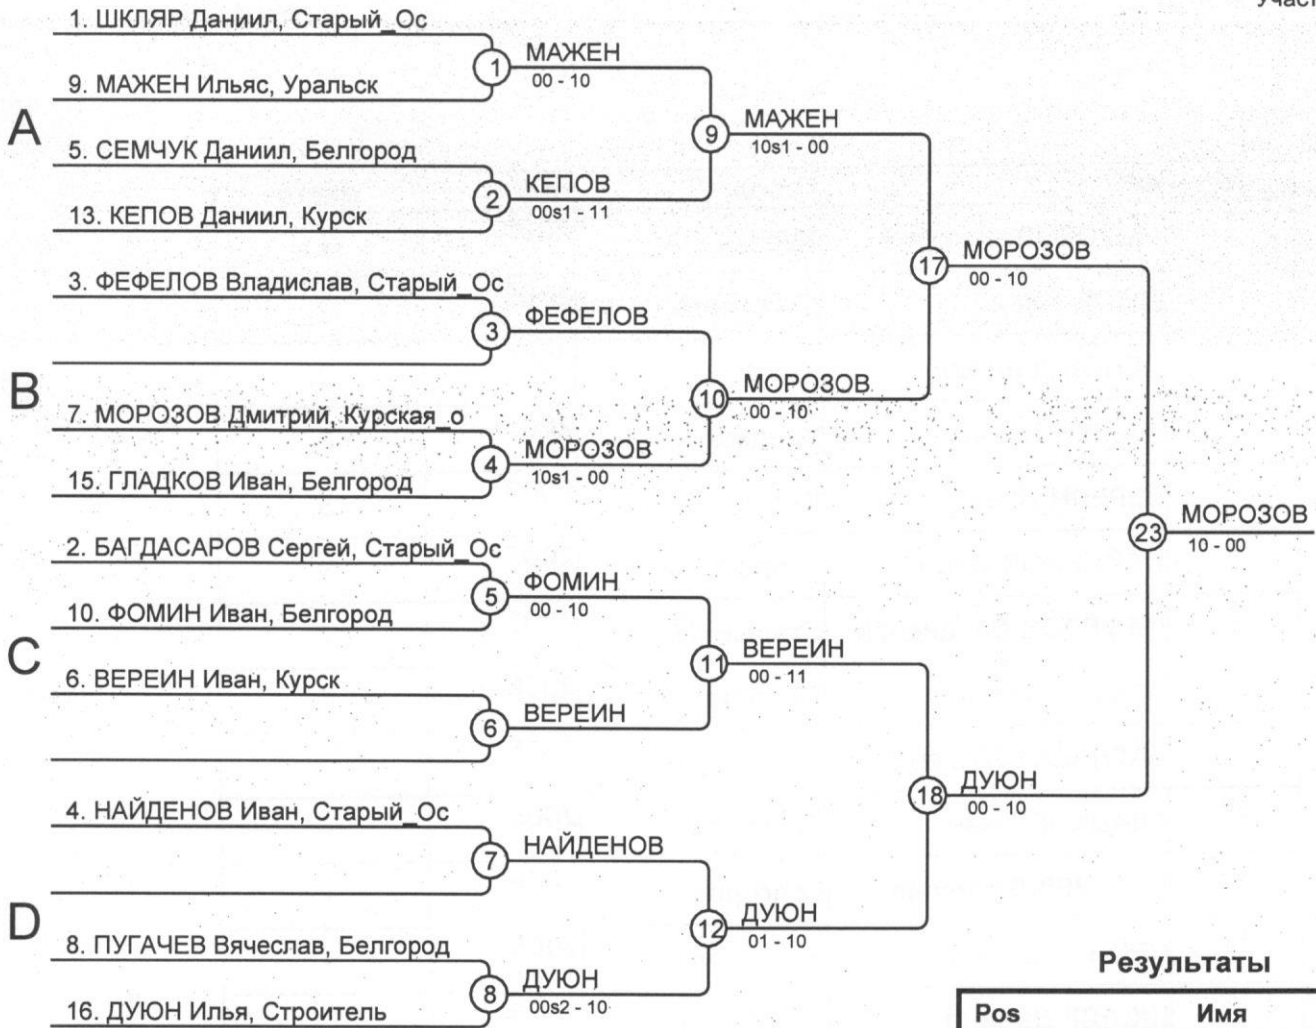 Участ
1. ШКЛЯР Даниил, Старый_Ос
1
МАЖЕН
00 - 10
9. МАЖЕН Ильяс, Уральск
A
9
МАЖЕН
10s1 - 00
5. СЕМЧУК Даниил, Белгород
2
КЕПОВ
00s1 - 11
13. КЕПОВ Даниил, Курск
17
МОРОЗОВ
00 - 10
3. ФЕФЕЛОВ Владислав, Старый_Ос
3
ФЕФЕЛОВ
B
10
МОРОЗОВ
00 - 10
7. МОРОЗОВ Дмитрий, Курская_о
4
МОРОЗОВ
10s1 - 00
15. ГЛАДКОВ Иван, Белгород
23
МОРОЗОВ
10 - 00
2. БАГДАСАРОВ Сергей, Старый_Ос
5
ФОМИН
00 - 10
10. ФОМИН Иван, Белгород
C
11
ВЕРЕИН
00 - 11
6. ВЕРЕИН Иван, Курск
6
ВЕРЕИН
18
ДУЮН
00 - 10
4. НАЙДЕНОВ Иван, Старый_Ос
7
НАЙДЕНОВ
D
12
ДУЮН
01 - 10
8. ПУГАЧЕВ Вячеслав, Белгород
8
ДУЮН
00s2 - 10
16. ДУЮН Илья, Строитель
Результаты
Pos Имя